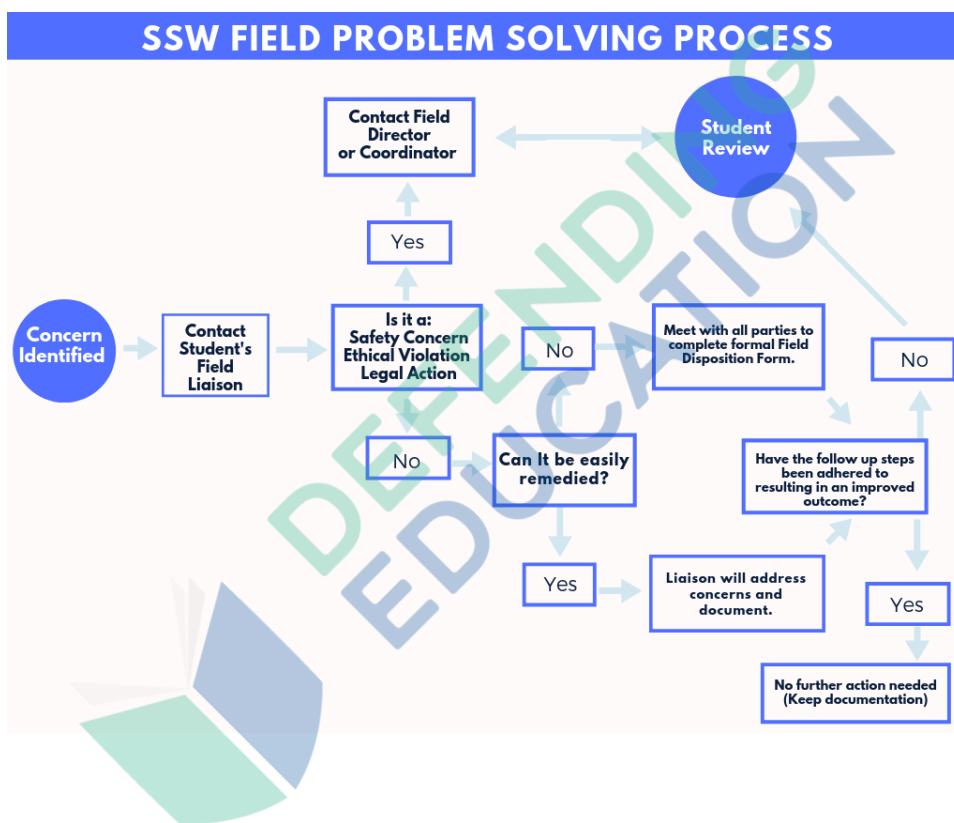 SSW FIELD PROBLEM SOLVING PROCESS
Contact Field
Director
or Coordinator
Student
Review
Yes
Concern
Identified
Contact
Student's
Field
Liaison
Is it a:
Safety Concern
Ethical Violation
Legal Action
No
Meet with all parties to
complete formal Field
Disposition Form.
No
No
Can It be easily
remedied?
Have the follow up steps
been adhered to
resulting in an improved
outcome?
Yes
Liaison will address
concerns and
document.
Yes
No further action needed
(Keep documentation)
DEFENDING
EDUCATION